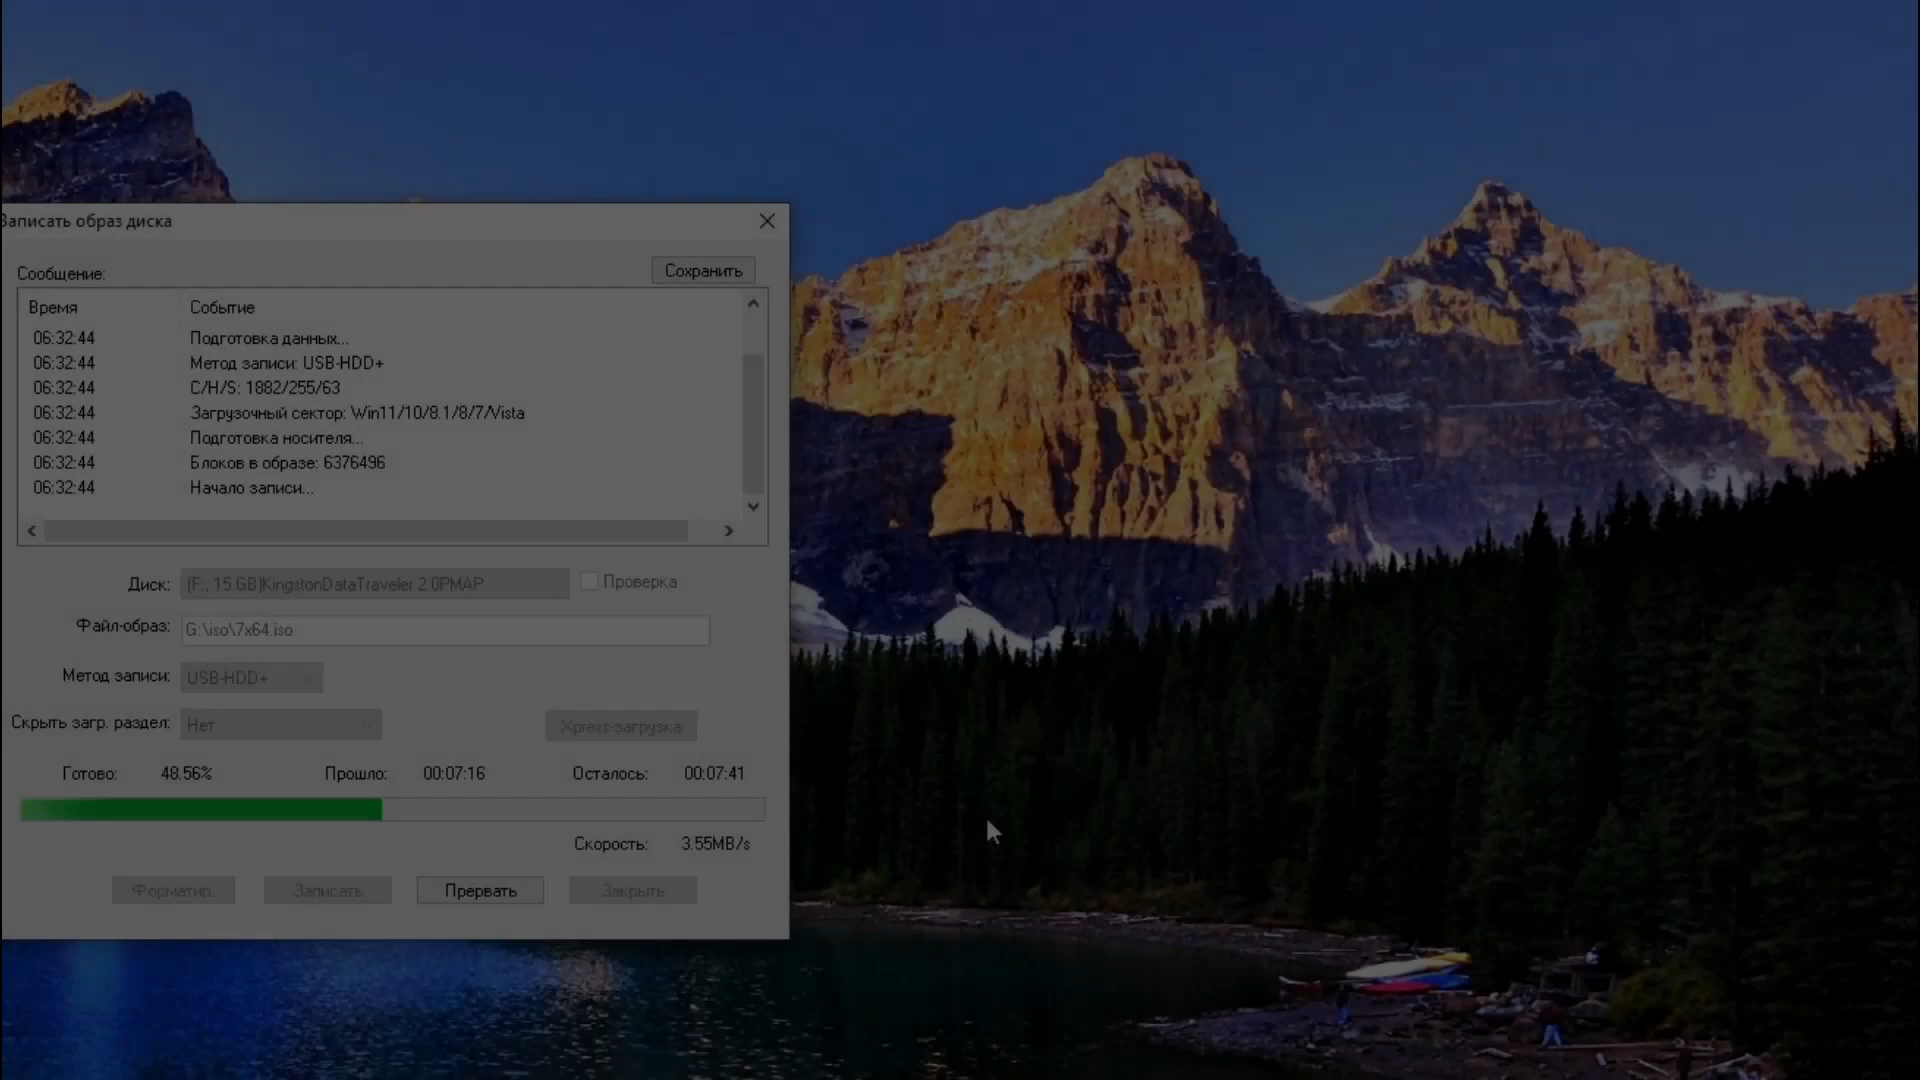 Записать образ диска
Сообщение:
Сохранить
Время Событие
06:32:44 Подготовка данных...
06:32:44 Метод записи: USB-HDD+
06:32:44 C/H/S: 1882/255/63
06:32:44 Загрузочный сектор: Win11/10/8.1/8/7/Vista
06:32:44 Подготовка носителя...
06:32:44 Блоков в образе: 6376496
06:32:44 Начало записи...
Диск: (F:, 15 GB)KingstonDataTraveler 2.0PMAP Проверка
Файл-образ: G:\iso\7x64.iso
Метод записи: USB-HDD+
Скрыть загр. раздел: Нет Xpress-загрузка
Готово: 48.56% Прошло: 00:07:16 Осталось: 00:07:41
Скорость: 3.55MB/s
Форматир. Записать Прервать Закрыть